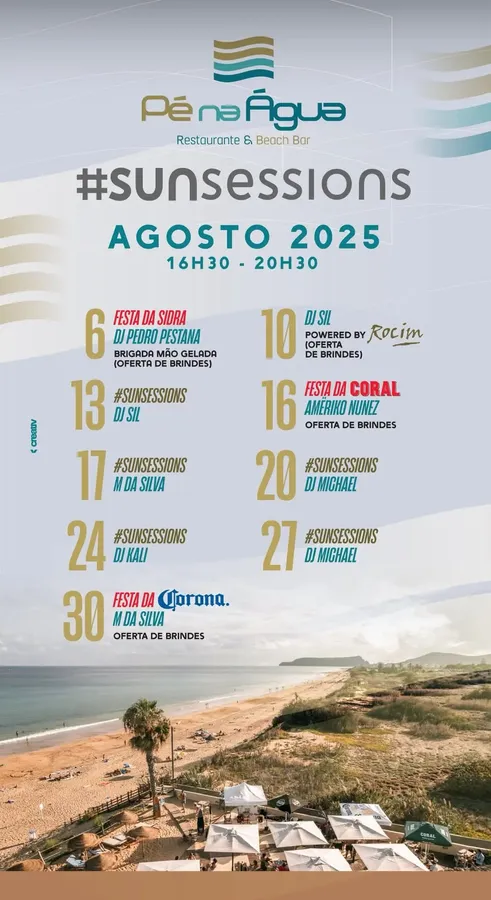 Pé na Água
Restaurante & Beach Bar
#sunsessions
AGOSTO 2025
16H30 - 20H30
6
FESTA DA SIDRA
DJ PEDRO PESTANA
BRIGADA MÃO GELADA
(OFERTA DE BRINDES)
10
DJ SIL
POWERED BY Rocim
(OFERTA
DE BRINDES)
13
#SUNSESSIONS
DJ SIL
16
FESTA DA CORAL
AMÉRIKO NUNEZ
OFERTA DE BRINDES
17
#SUNSESSIONS
M DA SILVA
20
#SUNSESSIONS
DJ MICHAEL
24
#SUNSESSIONS
DJ KALI
27
#SUNSESSIONS
DJ MICHAEL
30
FESTA DA Corona.
M DA SILVA
OFERTA DE BRINDES
CORAL